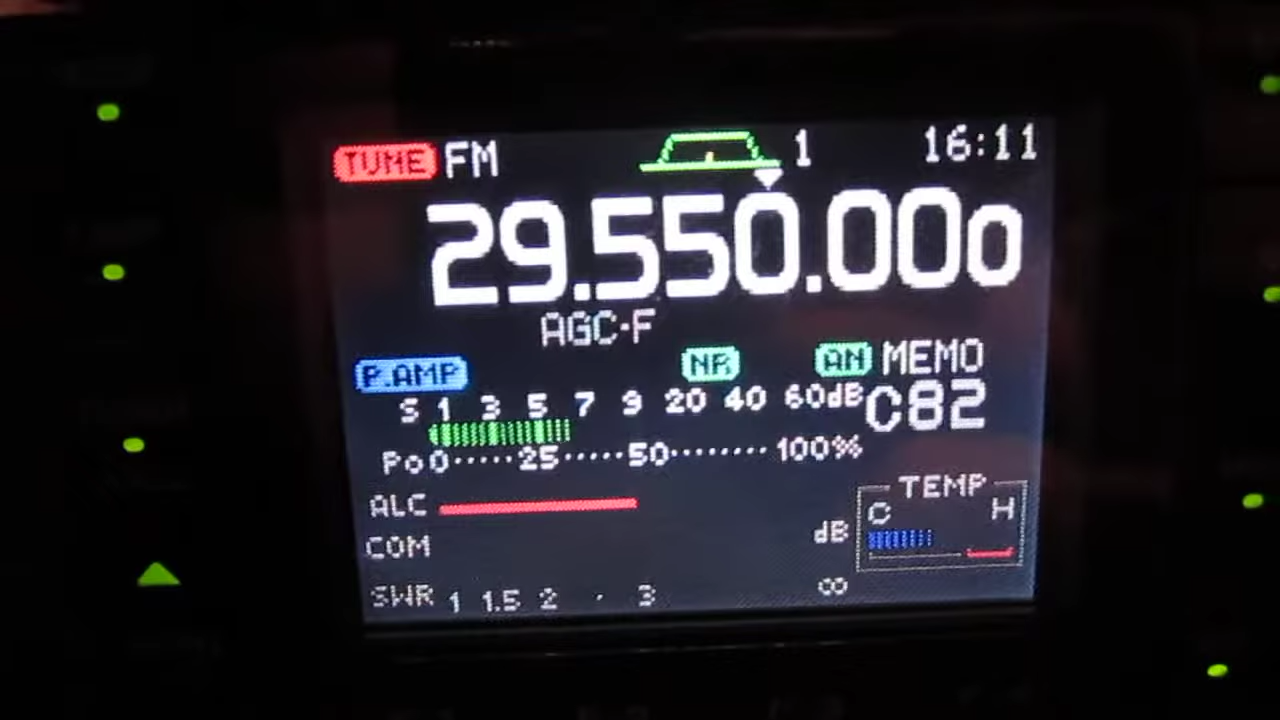 TUNE FM 1 16:11
29.550.000
AGC-F
P.AMP NR AN MEMO
S 1 3 5 7 9 20 40 60dB C82
Po 0 ····· 25 ····· 50 ········ 100%
ALC TEMP
C H
COM dB
SWR 1 1.5 2 · 3 ∞